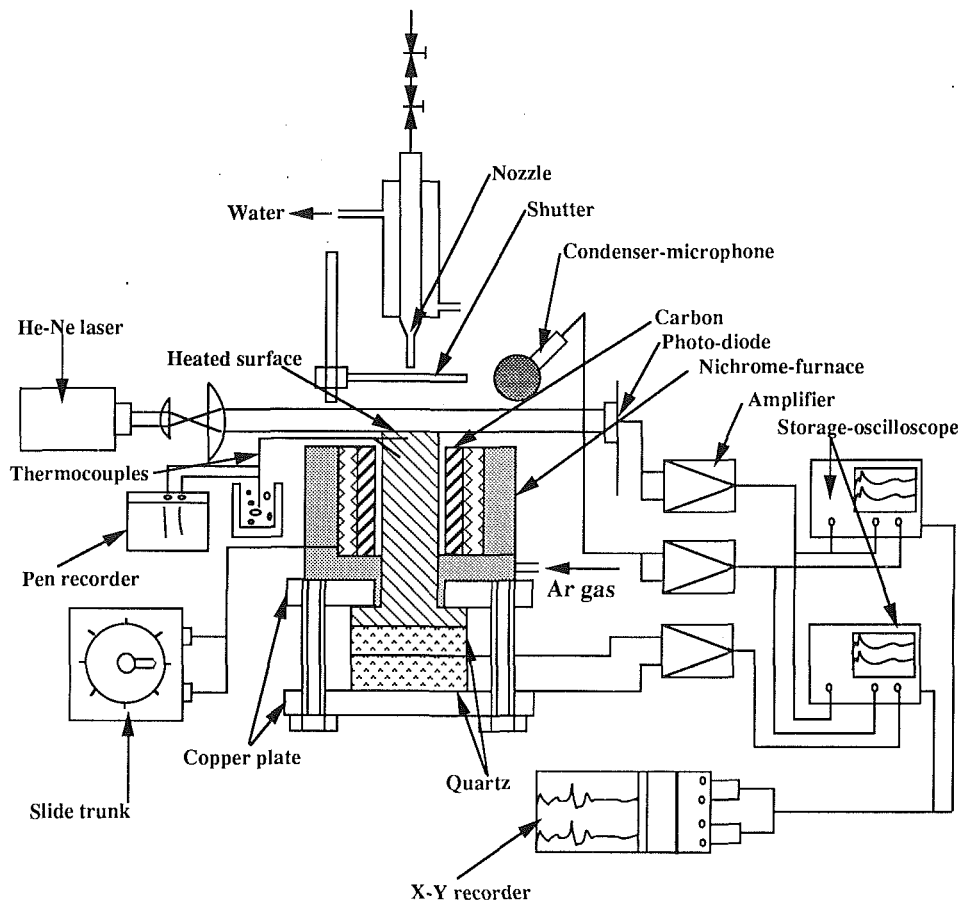 Nozzle
Water
Shutter
Condenser-microphone
He-Ne laser
Carbon
Heated surface
Photo-diode
Nichrome-furnace
Amplifier
Storage-oscilloscope
Thermocouples
Pen recorder
Ar gas
Copper plate
Quartz
Slide trunk
X-Y recorder